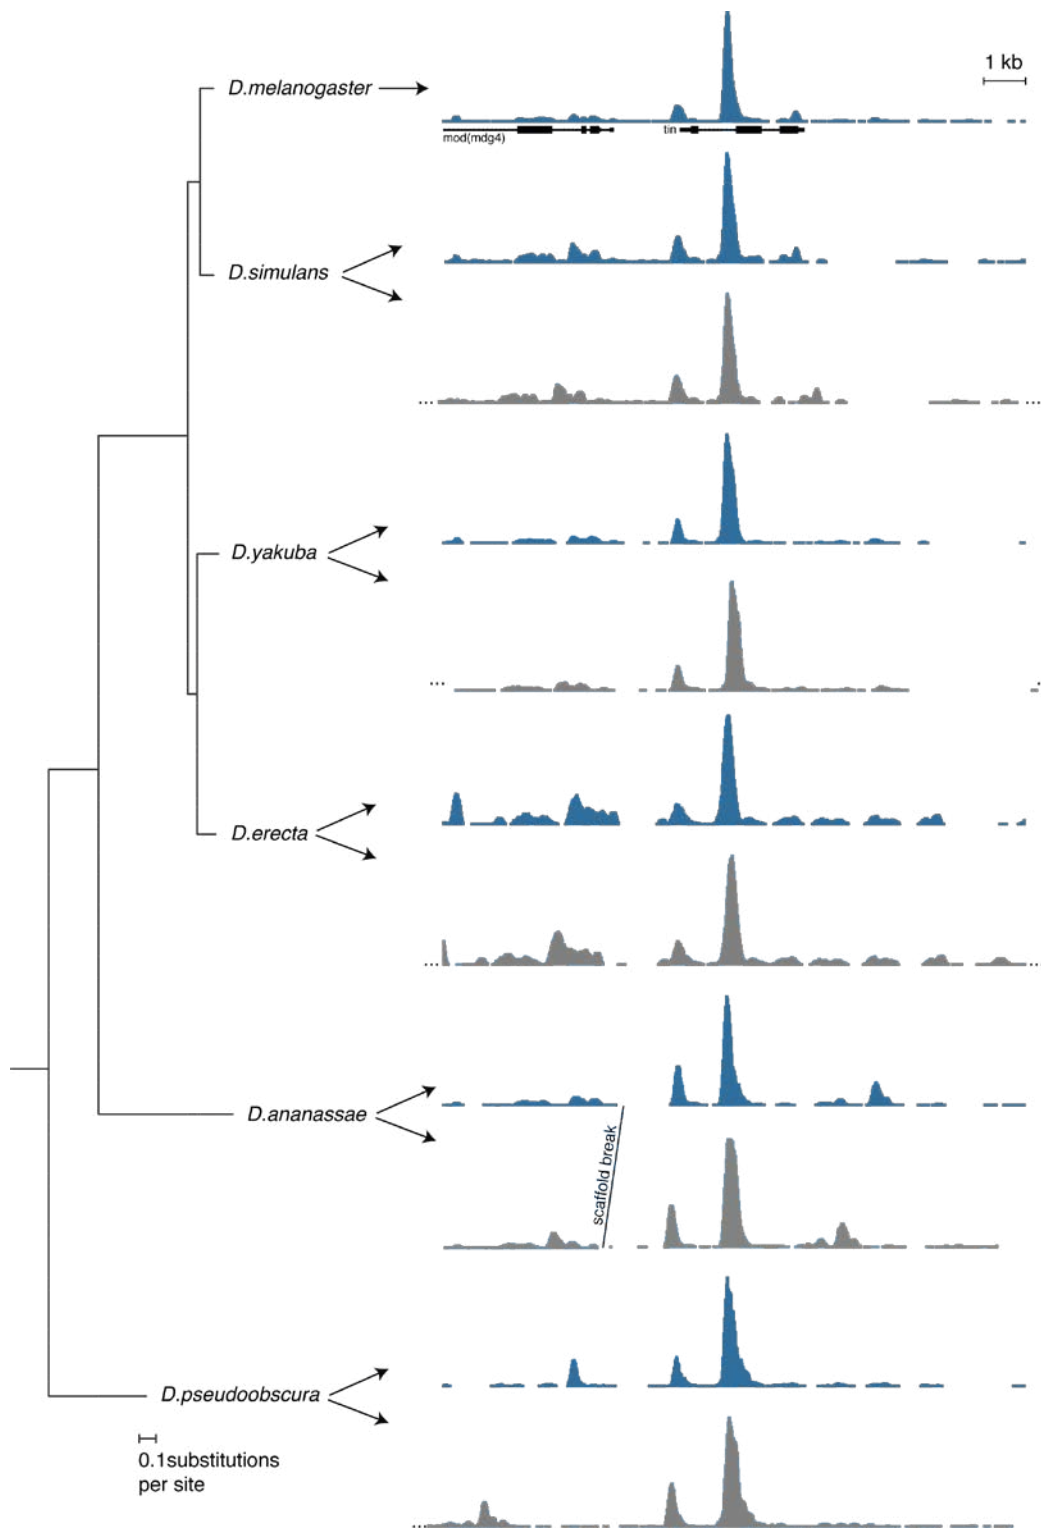 D.melanogaster
1 kb
mod(mdg4)
tin
D.simulans
...
...
D.yakuba
...
D.erecta
...
...
D.ananassae
scaffold break
D.pseudoobscura
0.1substitutions
per site
...